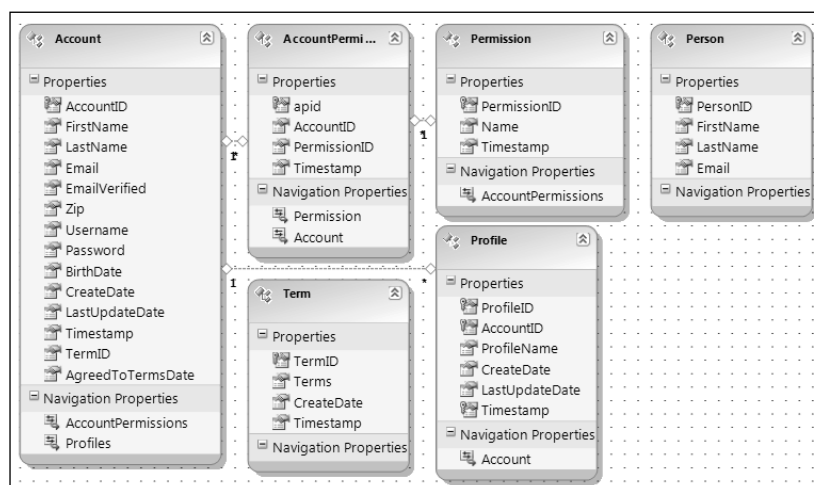 Account
Properties
AccountID
FirstName
LastName
Email
EmailVerified
Zip
Username
Password
BirthDate
CreateDate
LastUpdateDate
Timestamp
TermID
AgreedToTermsDate
Navigation Properties
AccountPermissions
Profiles
AccountPermi ...
Properties
apid
AccountID
PermissionID
Timestamp
Navigation Properties
Permission
Account
Permission
Properties
PermissionID
Name
Timestamp
Navigation Properties
AccountPermissions
Person
Properties
PersonID
FirstName
LastName
Email
Navigation Properties
Term
Properties
TermID
Terms
CreateDate
Timestamp
Navigation Properties
Profile
Properties
ProfileID
AccountID
ProfileName
CreateDate
LastUpdateDate
Timestamp
Navigation Properties
Account
1 *
* 1
1
*